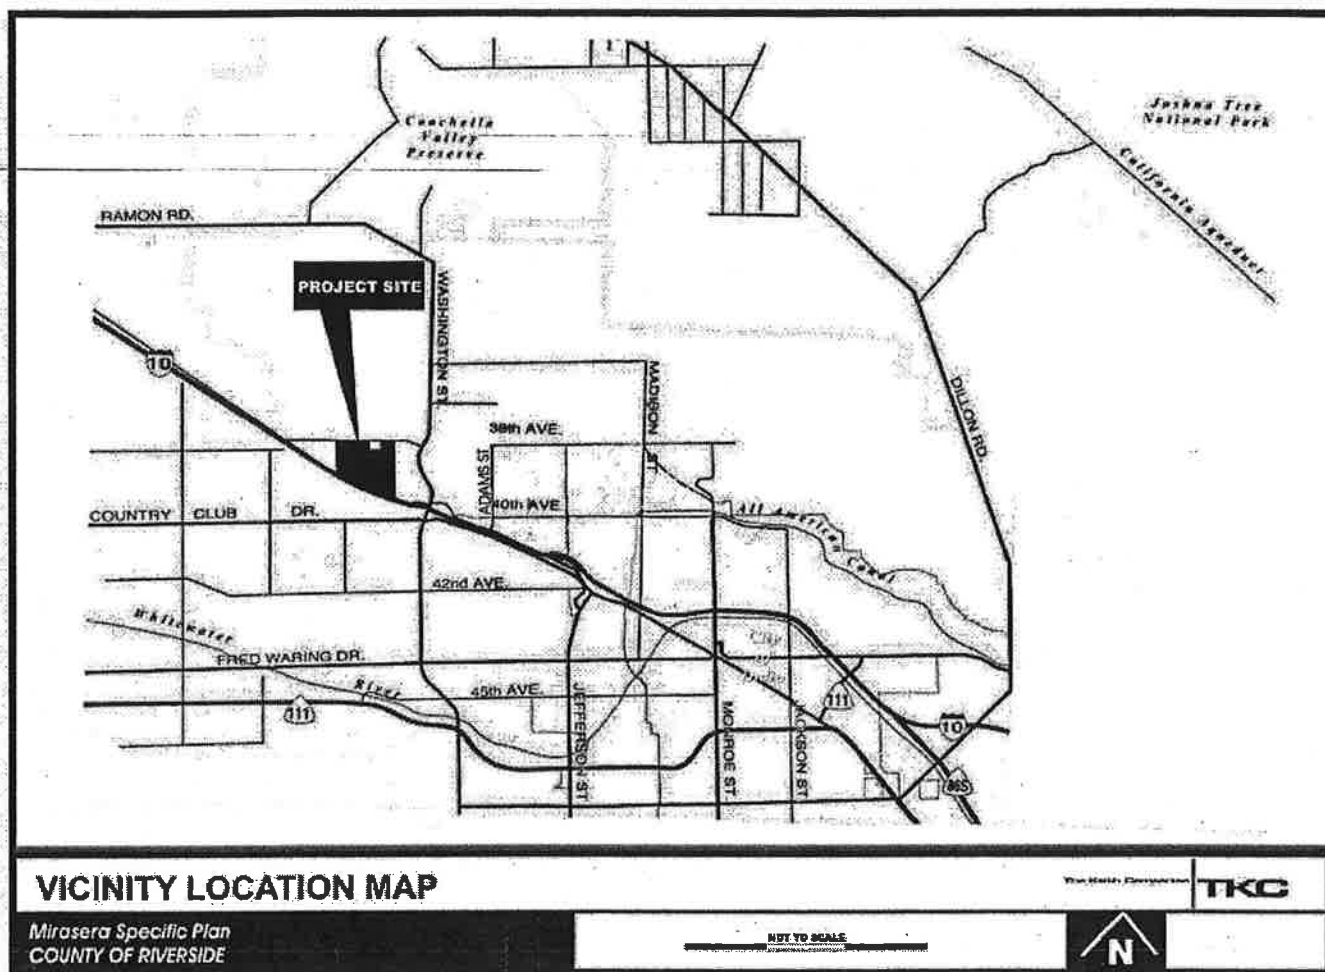 Joshua Tree
National Park
Coachella
Valley
Preserve
California Aqueduct
RAMON RD.
PROJECT SITE
WASHINGTON ST.
10
MADISON ST.
DILLON RD.
38th AVE.
ADAMS ST
40th AVE
COUNTRY CLUB DR.
All American Canal
42nd AVE.
Whitewater
River
FRED WARING DR.
45th AVE.
111
JEFFERSON ST.
MONROE ST.
JACKSON ST.
111
10
86S
VICINITY LOCATION MAP
The Keith Companies TKC
Mirasera Specific Plan
COUNTY OF RIVERSIDE
NOT TO SCALE
N